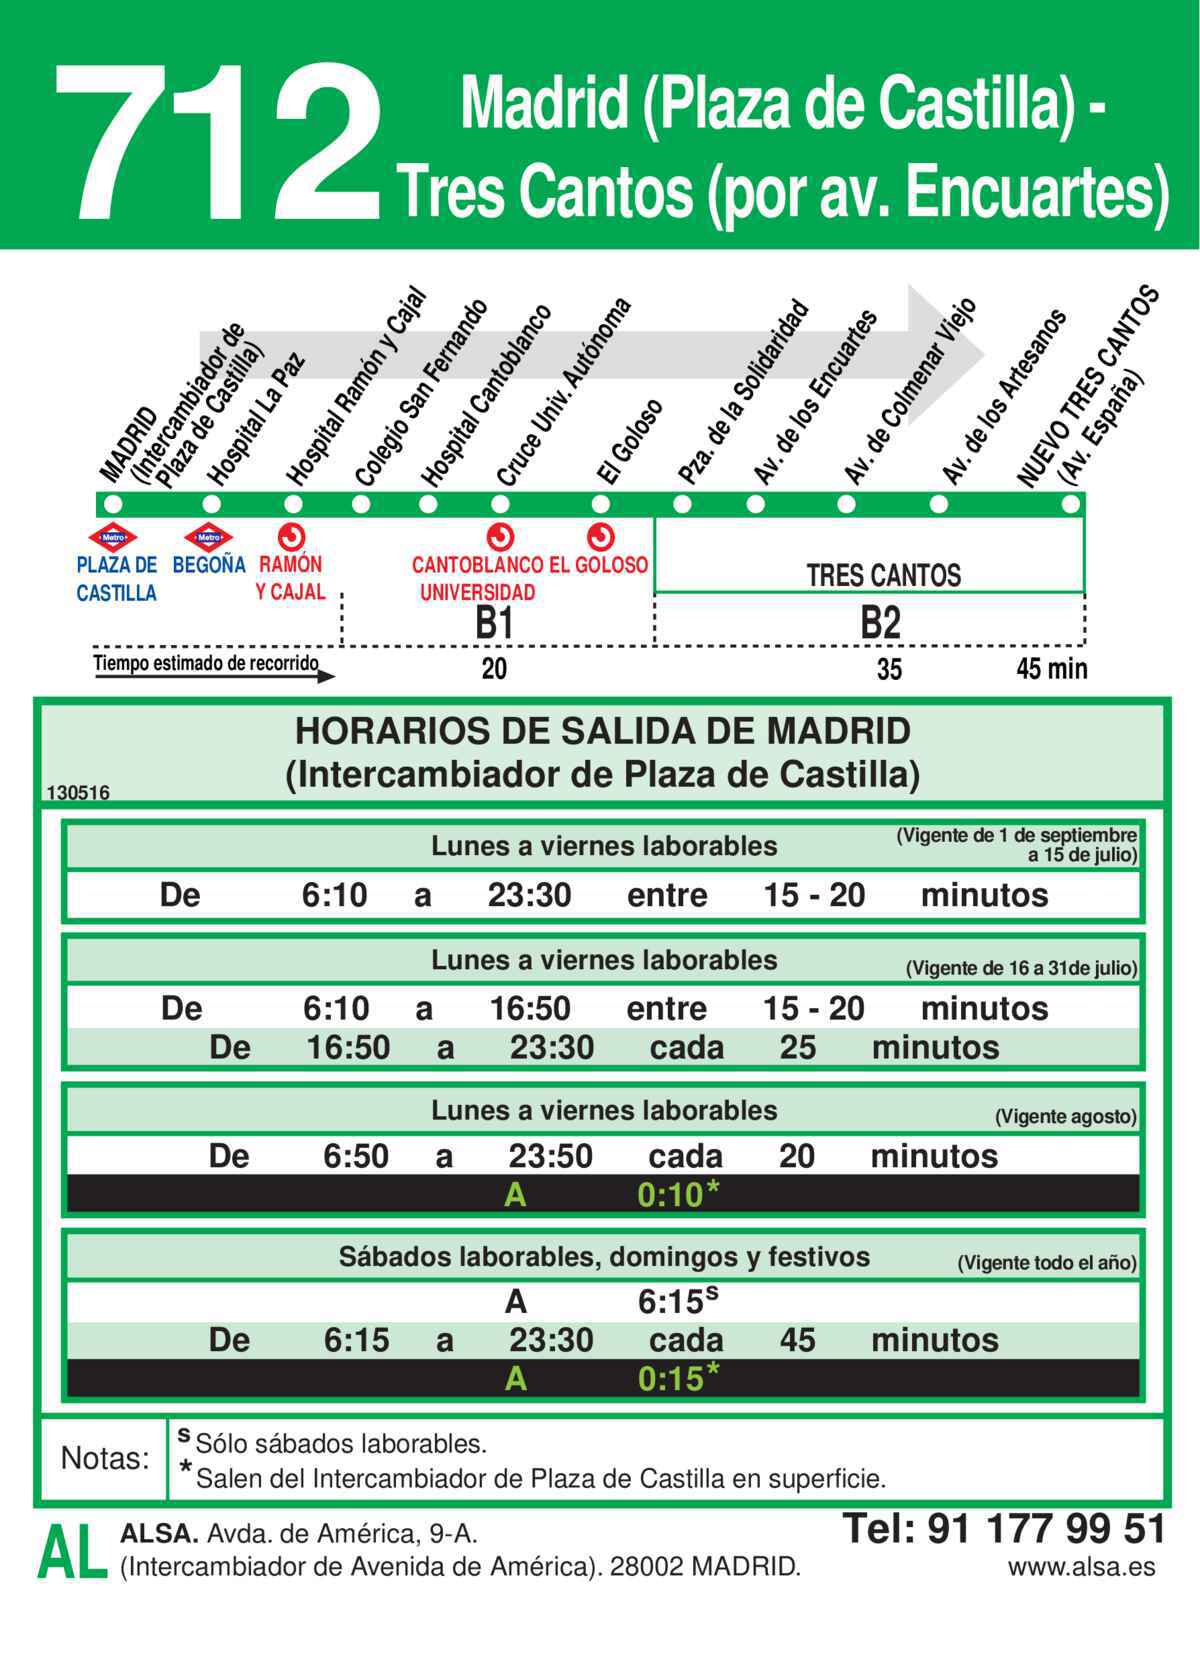 712
Madrid (Plaza de Castilla) -
Tres Cantos (por av. Encuartes)
MADRID
(Intercambiador de
Plaza de Castilla)
Hospital La Paz
Hospital Ramón y Cajal
Colegio San Fernando
Hospital Cantoblanco
Cruce Univ. Autónoma
El Goloso
Pza. de la Solidaridad
Av. de los Encuartes
Av. de Colmenar Viejo
Av. de los Artesanos
NUEVO TRES CANTOS
(Av. España)
Metro
Metro
PLAZA DE
CASTILLA
BEGOÑA
RAMÓN
Y CAJAL
CANTOBLANCO
UNIVERSIDAD
EL GOLOSO
TRES CANTOS
B1
B2
Tiempo estimado de recorrido
20
35
45 min
HORARIOS DE SALIDA DE MADRID
(Intercambiador de Plaza de Castilla)
130516
Lunes a viernes laborables
(Vigente de 1 de septiembre
a 15 de julio)
De 6:10 a 23:30 entre 15 - 20 minutos
Lunes a viernes laborables
(Vigente de 16 a 31de julio)
De 6:10 a 16:50 entre 15 - 20 minutos
De 16:50 a 23:30 cada 25 minutos
Lunes a viernes laborables
(Vigente agosto)
De 6:50 a 23:50 cada 20 minutos
A 0:10*
Sábados laborables, domingos y festivos
(Vigente todo el año)
A 6:15s
De 6:15 a 23:30 cada 45 minutos
A 0:15*
Notas:
s Sólo sábados laborables.
* Salen del Intercambiador de Plaza de Castilla en superficie.
AL
ALSA. Avda. de América, 9-A.
(Intercambiador de Avenida de América). 28002 MADRID.
Tel: 91 177 99 51
www.alsa.es